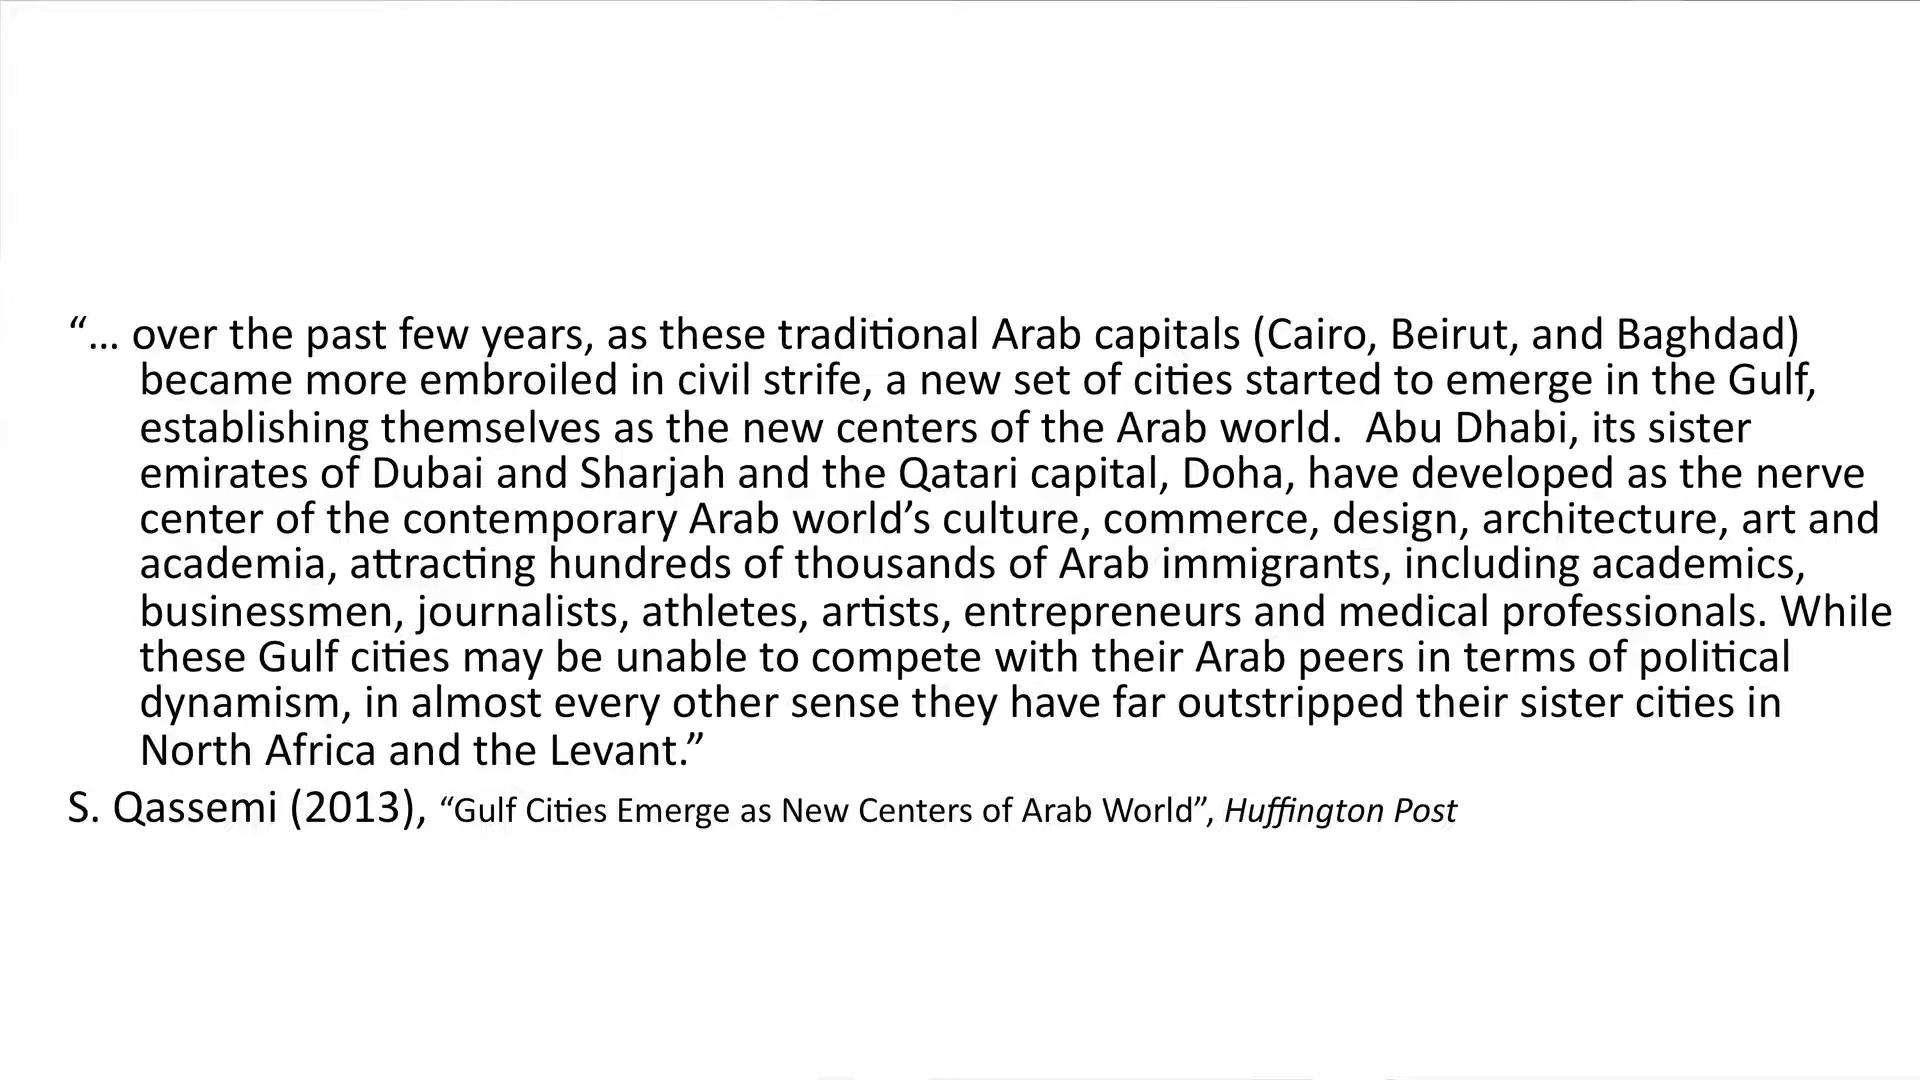 “… over the past few years, as these traditional Arab capitals (Cairo, Beirut, and Baghdad)
became more embroiled in civil strife, a new set of cities started to emerge in the Gulf,
establishing themselves as the new centers of the Arab world.  Abu Dhabi, its sister
emirates of Dubai and Sharjah and the Qatari capital, Doha, have developed as the nerve
center of the contemporary Arab world’s culture, commerce, design, architecture, art and
academia, attracting hundreds of thousands of Arab immigrants, including academics,
businessmen, journalists, athletes, artists, entrepreneurs and medical professionals. While
these Gulf cities may be unable to compete with their Arab peers in terms of political
dynamism, in almost every other sense they have far outstripped their sister cities in
North Africa and the Levant.”
S. Qassemi (2013), “Gulf Cities Emerge as New Centers of Arab World”, Huffington Post